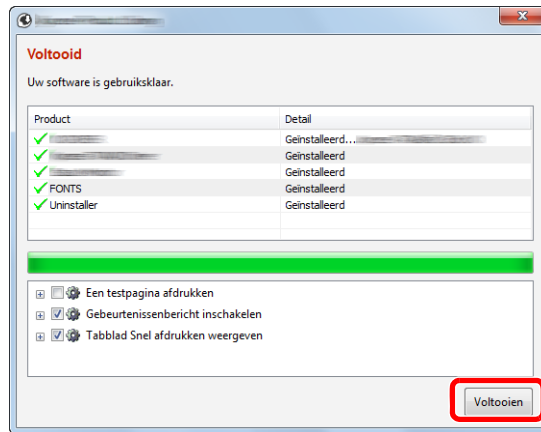 Voltooid
Uw software is gebruiksklaar.
Product Detail
Geïnstalleerd...
Geïnstalleerd
Geïnstalleerd
FONTS Geïnstalleerd
Uninstaller Geïnstalleerd
Een testpagina afdrukken
Gebeurtenissenbericht inschakelen
Tabblad Snel afdrukken weergeven
Voltooien